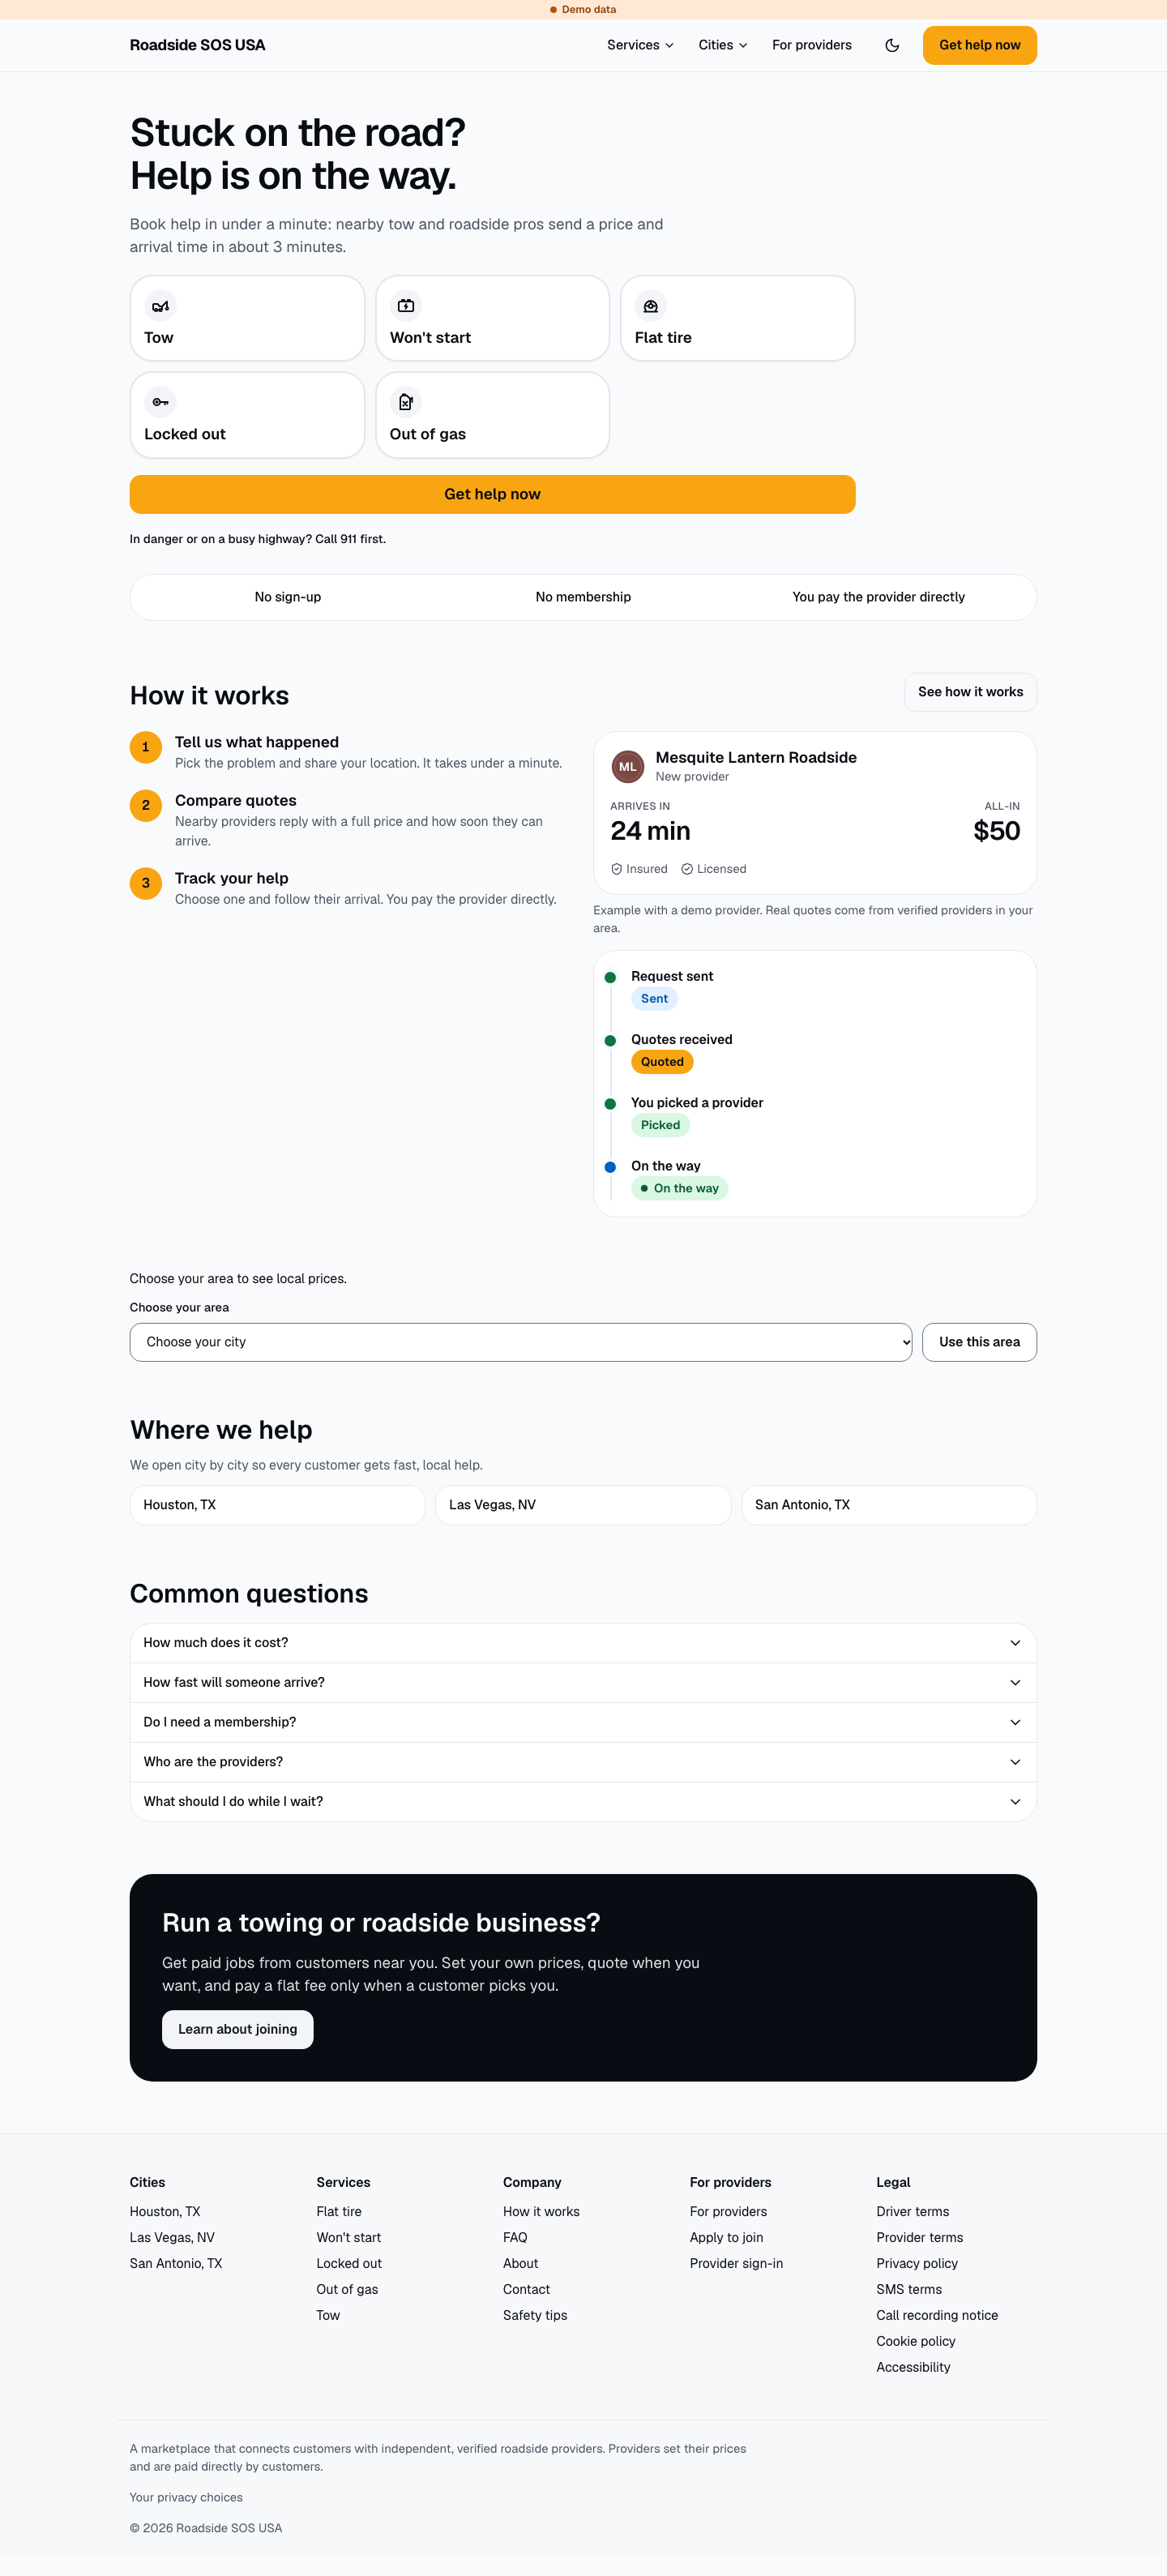 Demo data
Roadside SOS USA
Services
Cities
For providers
Get help now
Stuck on the road?
Help is on the way.
Book help in under a minute: nearby tow and roadside pros send a price and
arrival time in about 3 minutes.
Tow
Won't start
Flat tire
Locked out
Out of gas
Get help now
In danger or on a busy highway? Call 911 first.
No sign-up
No membership
You pay the provider directly
How it works
See how it works
1
Tell us what happened
Pick the problem and share your location. It takes under a minute.
2
Compare quotes
Nearby providers reply with a full price and how soon they can
arrive.
3
Track your help
Choose one and follow their arrival. You pay the provider directly.
ML
Mesquite Lantern Roadside
New provider
ARRIVES IN
ALL-IN
24 min
$50
Insured
Licensed
Example with a demo provider. Real quotes come from verified providers in your
area.
Request sent
Sent
Quotes received
Quoted
You picked a provider
Picked
On the way
On the way
Choose your area to see local prices.
Choose your area
Choose your city
Use this area
Where we help
We open city by city so every customer gets fast, local help.
Houston, TX
Las Vegas, NV
San Antonio, TX
Common questions
How much does it cost?
How fast will someone arrive?
Do I need a membership?
Who are the providers?
What should I do while I wait?
Run a towing or roadside business?
Get paid jobs from customers near you. Set your own prices, quote when you
want, and pay a flat fee only when a customer picks you.
Learn about joining
Cities
Houston, TX
Las Vegas, NV
San Antonio, TX
Services
Flat tire
Won't start
Locked out
Out of gas
Tow
Company
How it works
FAQ
About
Contact
Safety tips
For providers
For providers
Apply to join
Provider sign-in
Legal
Driver terms
Provider terms
Privacy policy
SMS terms
Call recording notice
Cookie policy
Accessibility
A marketplace that connects customers with independent, verified roadside providers. Providers set their prices
and are paid directly by customers.
Your privacy choices
© 2026 Roadside SOS USA